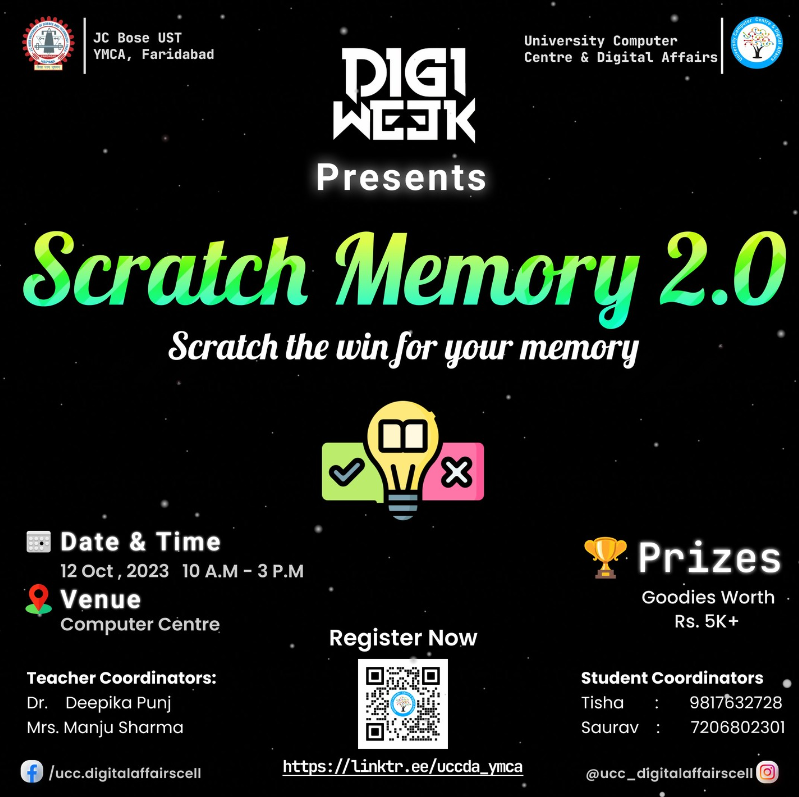 JC Bose UST
YMCA, Faridabad
University Computer
Centre & Digital Affairs
DIGI
WEEK
Presents
Scratch Memory 2.0
Scratch the win for your memory
Date & Time
12 Oct , 2023 10 A.M - 3 P.M
Venue
Computer Centre
Prizes
Goodies Worth
Rs. 5K+
Register Now
Teacher Coordinators:
Dr. Deepika Punj
Mrs. Manju Sharma
Student Coordinators
Tisha : 9817632728
Saurav : 7206802301
/ucc.digitalaffairscell
https://linktr.ee/uccda_ymca
@ucc_digitalaffairscell